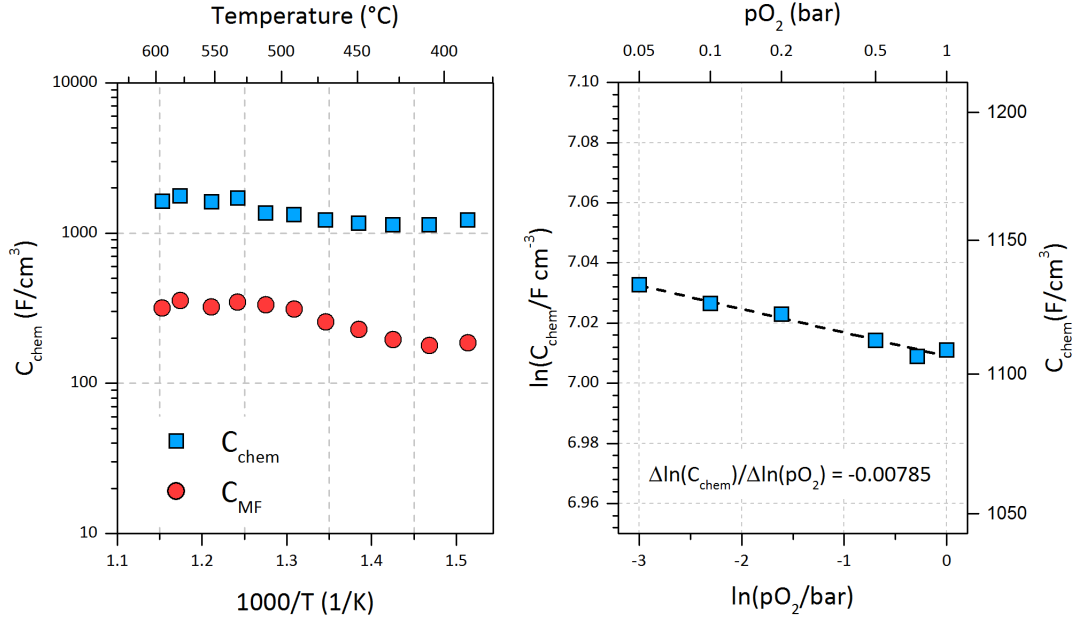 Temperature (°C)
600 550 500 450 400
10000
1000
100
10
C_chem (F/cm³)
C_chem
C_MF
1.1 1.2 1.3 1.4 1.5
1000/T (1/K)
pO₂ (bar)
0.05 0.1 0.2 0.5 1
7.10
7.08
7.06
7.04
7.02
7.00
6.98
6.96
ln(C_chem/F cm⁻³)
1200
1150
1100
1050
C_chem(F/cm³)
Δln(C_chem)/Δln(pO₂) = -0.00785
-3 -2 -1 0
ln(pO₂/bar)